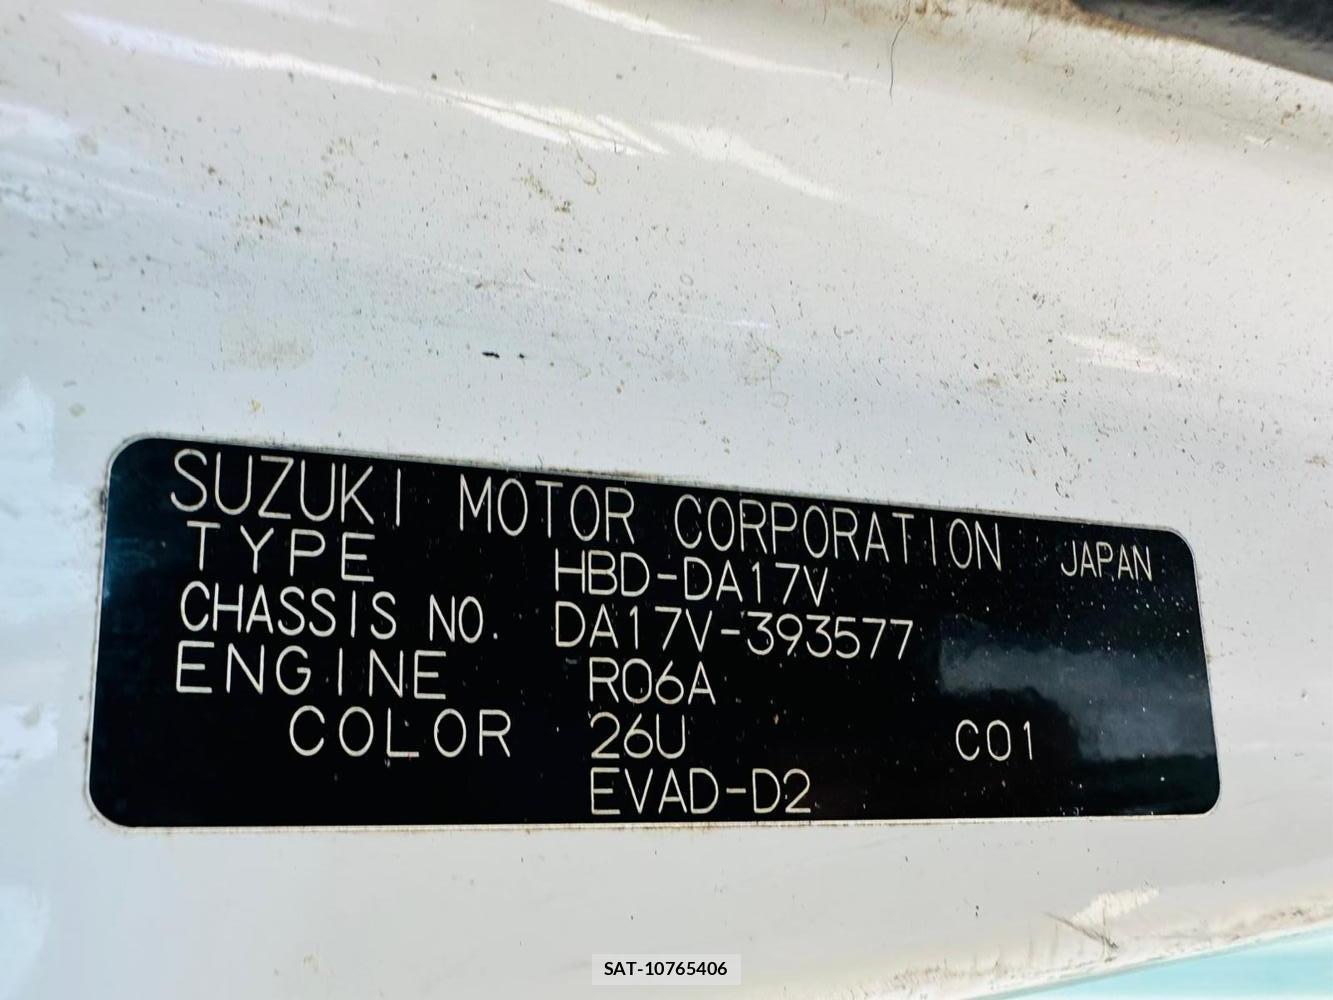 SUZUKI MOTOR CORPORATION JAPAN
TYPE HBD-DA17V
CHASSIS NO. DA17V-393577
ENGINE R06A
COLOR 26U C01
EVAD-D2
SAT-10765406